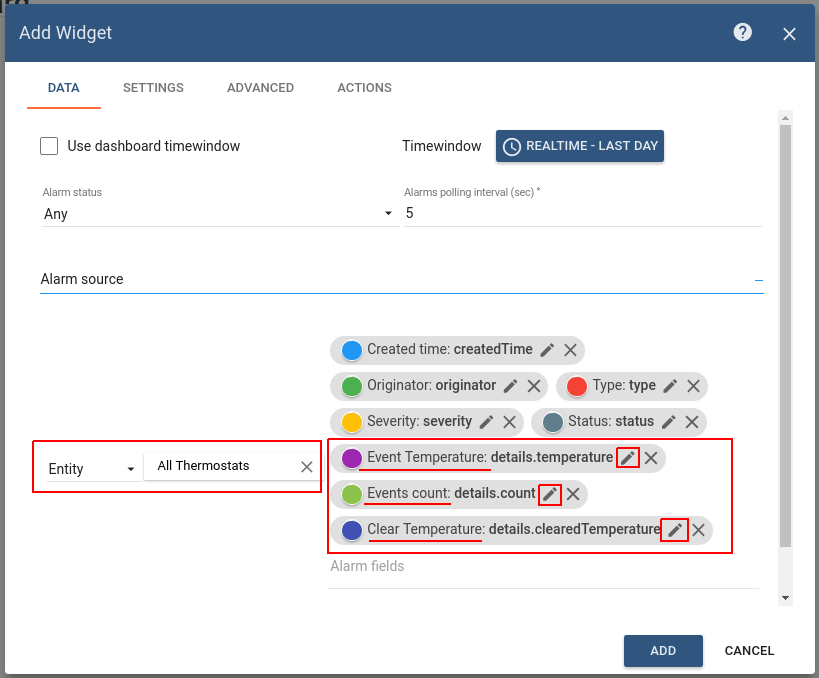 Add Widget
DATA SETTINGS ADVANCED ACTIONS
Use dashboard timewindow Timewindow REALTIME - LAST DAY
Alarm status Alarms polling interval (sec) *
Any 5
Alarm source
Created time: createdTime
Originator: originator Type: type
Severity: severity Status: status
Entity All Thermostats
Event Temperature: details.temperature
Events count: details.count
Clear Temperature: details.clearedTemperature
Alarm fields
ADD CANCEL